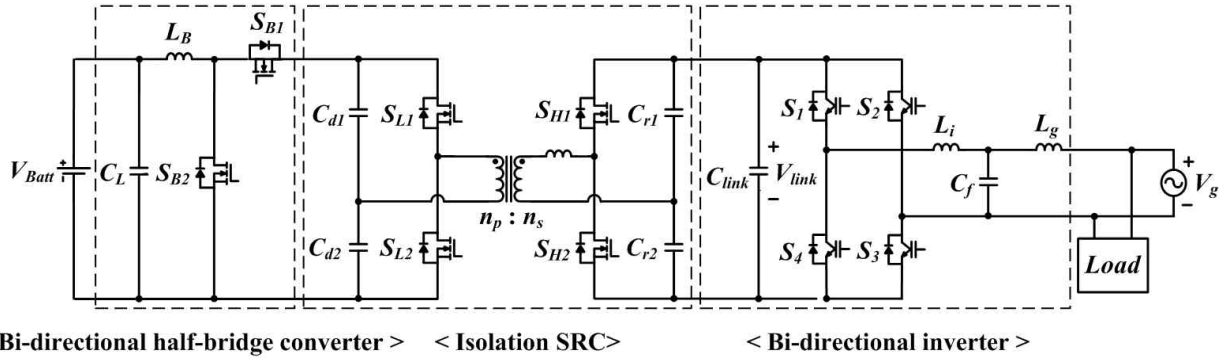 S_B1
L_B
C_d1
S_L1
S_H1
C_r1
S_1
S_2
L_i
L_g
V_Batt
+
C_L
S_B2
n_p : n_s
C_link
+
V_link
−
C_f
+
V_g
−
C_d2
S_L2
S_H2
C_r2
S_4
S_3
Load
Bi-directional half-bridge converter >
< Isolation SRC>
< Bi-directional inverter >